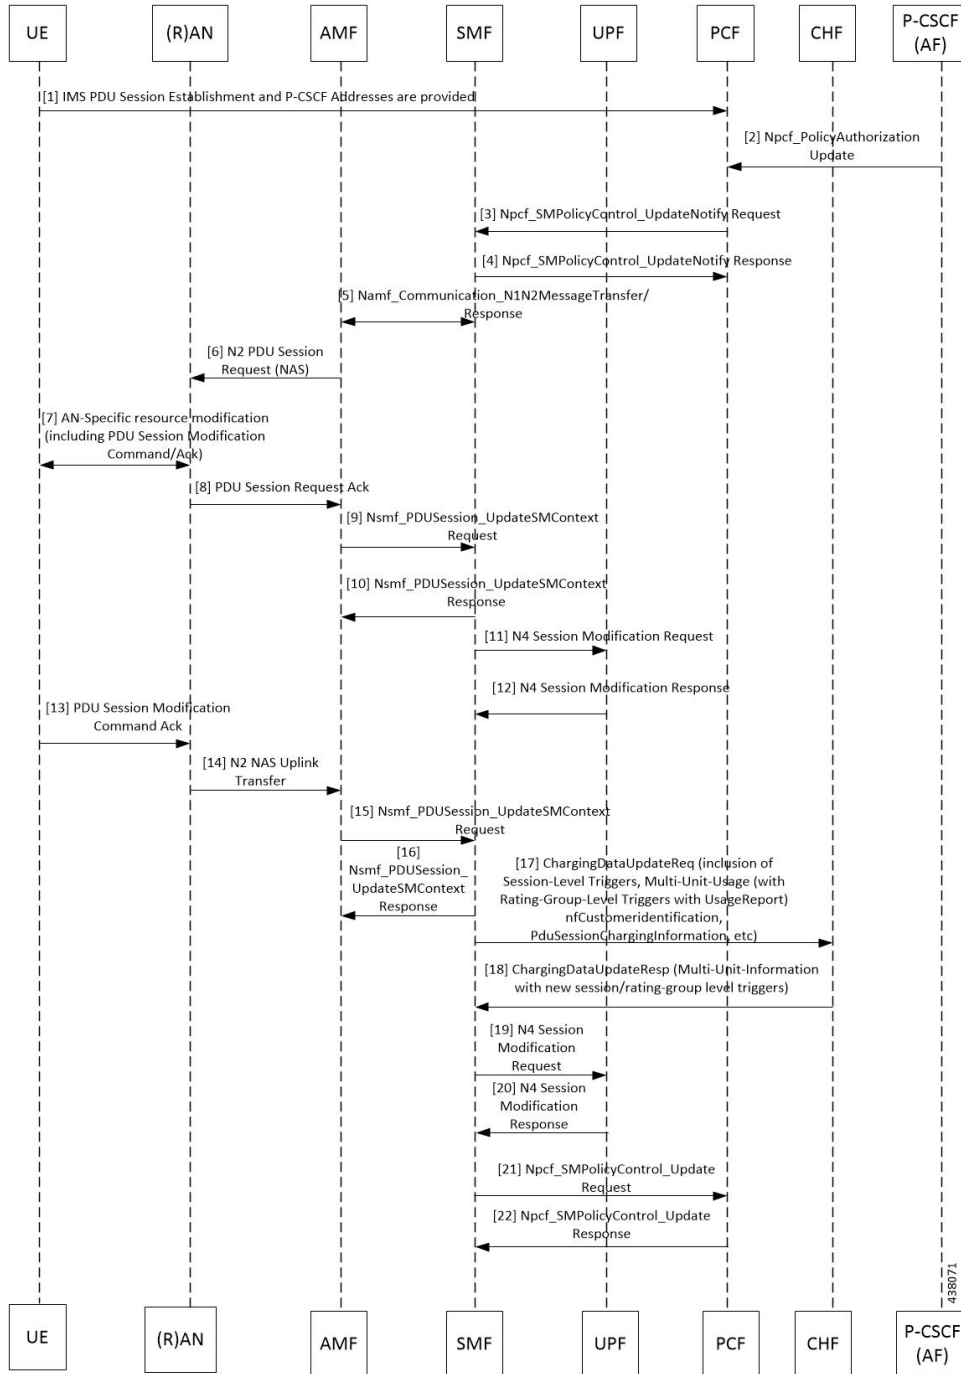 UE
(R)AN
AMF
SMF
UPF
PCF
CHF
P-CSCF
(AF)
[1] IMS PDU Session Establishment and P-CSCF Addresses are provided
[2] Npcf_PolicyAuthorization
Update
[3] Npcf_SMPolicyControl_UpdateNotify Request
[4] Npcf_SMPolicyControl_UpdateNotify Response
[5] Namf_Communication_N1N2MessageTransfer/
Response
[6] N2 PDU Session
Request (NAS)
[7] AN-Specific resource modification
(including PDU Session Modification
Command/Ack)
[8] PDU Session Request Ack
[9] Nsmf_PDUSession_UpdateSMContext
Request
[10] Nsmf_PDUSession_UpdateSMContext
Response
[11] N4 Session Modification Request
[12] N4 Session Modification Response
[13] PDU Session Modification
Command Ack
[14] N2 NAS Uplink
Transfer
[15] Nsmf_PDUSession_UpdateSMContext
Request
[16]
Nsmf_PDUSession_
UpdateSMContext
Response
[17] ChargingDataUpdateReq (inclusion of
Session-Level Triggers, Multi-Unit-Usage (with
Rating-Group-Level Triggers with UsageReport)
nfCustomeridentification,
PduSessionChargingInformation, etc)
[18] ChargingDataUpdateResp (Multi-Unit-Information
with new session/rating-group level triggers)
[19] N4 Session
Modification
Request
[20] N4 Session
Modification
Response
[21] Npcf_SMPolicyControl_Update
Request
[22] Npcf_SMPolicyControl_Update
Response
438071
UE
(R)AN
AMF
SMF
UPF
PCF
CHF
P-CSCF
(AF)